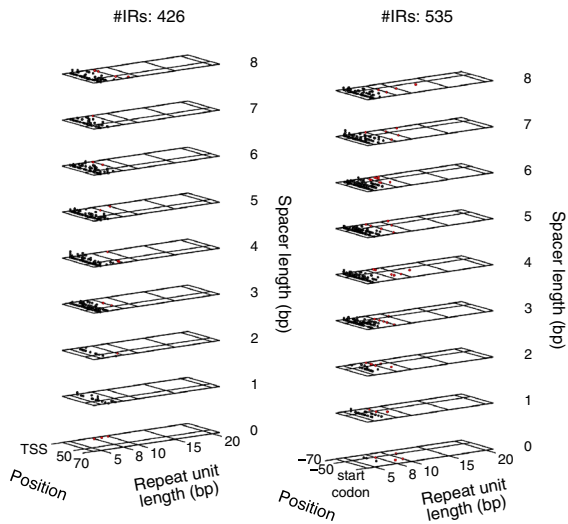 #IRs: 426
8
7
6
5
4
3
2
1
0
Spacer length (bp)
TSS
50
70
5
8
10
15
20
Position
Repeat unit
length (bp)
#IRs: 535
8
7
6
5
4
3
2
1
0
Spacer length (bp)
−70
−50
start
codon
5
8
10
15
20
Position
Repeat unit
length (bp)